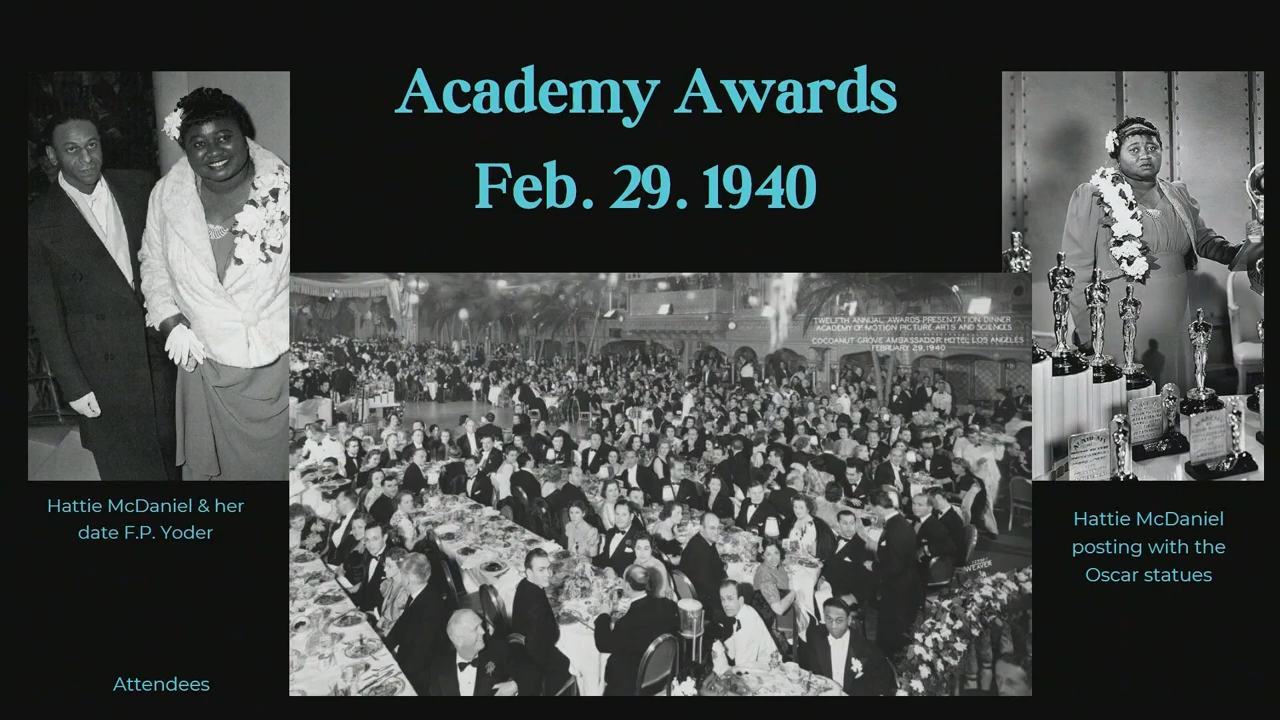 Academy Awards
Feb. 29. 1940
TWELFTH ANNUAL AWARDS PRESENTATION DINNER
ACADEMY OF MOTION PICTURE ARTS AND SCIENCES
COCOANUT GROVE AMBASSADOR HOTEL LOS ANGELES
FEBRUARY 29, 1940
WEAVER
Hattie McDaniel & her
date F.P. Yoder
Hattie McDaniel
posting with the
Oscar statues
Attendees